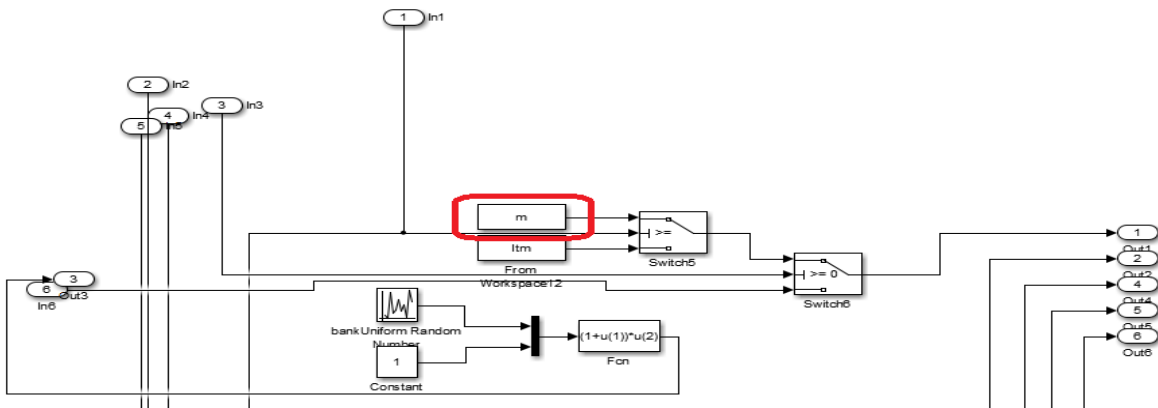 1 In1
2 In2
4 In4
3 In3
5 In5
m
>=
Itm
From
Workspace12
Switch5
>= 0
Switch6
1
Out1
2
Out2
4
Out4
5
Out5
6
Out6
3
Out3
6
In6
bankUniform Random
Number
1
Constant
(1+u(1))*u(2)
Fcn